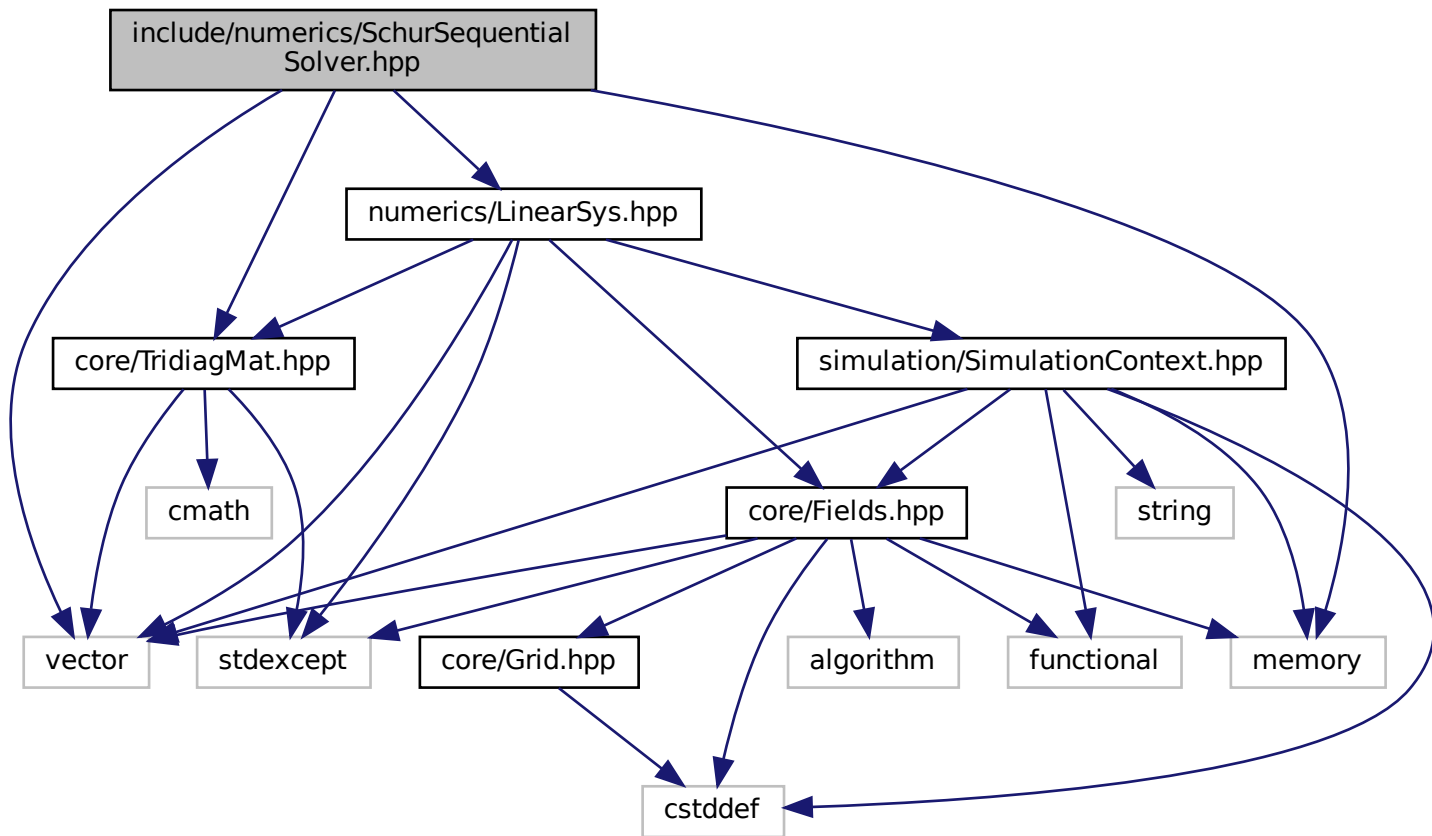 include/numerics/SchurSequential
Solver.hpp
numerics/LinearSys.hpp
core/TridiagMat.hpp
simulation/SimulationContext.hpp
cmath
core/Fields.hpp
string
vector
stdexcept
core/Grid.hpp
algorithm
functional
memory
cstddef